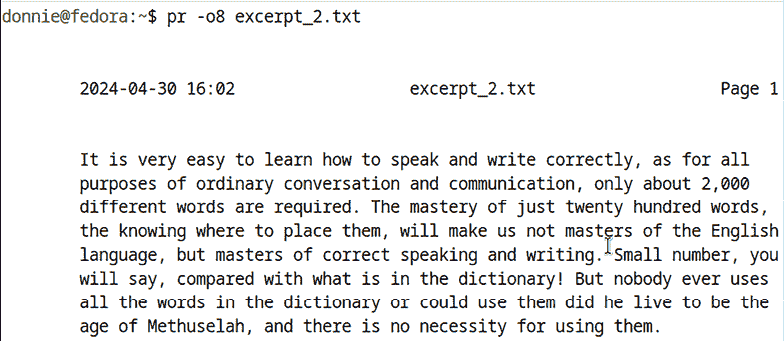 donnie@fedora:~$ pr -o8 excerpt_2.txt
2024-04-30 16:02 excerpt_2.txt Page 1
It is very easy to learn how to speak and write correctly, as for all
purposes of ordinary conversation and communication, only about 2,000
different words are required. The mastery of just twenty hundred words,
the knowing where to place them, will make us not masters of the English
language, but masters of correct speaking and writing. Small number, you
will say, compared with what is in the dictionary! But nobody ever uses
all the words in the dictionary or could use them did he live to be the
age of Methuselah, and there is no necessity for using them.